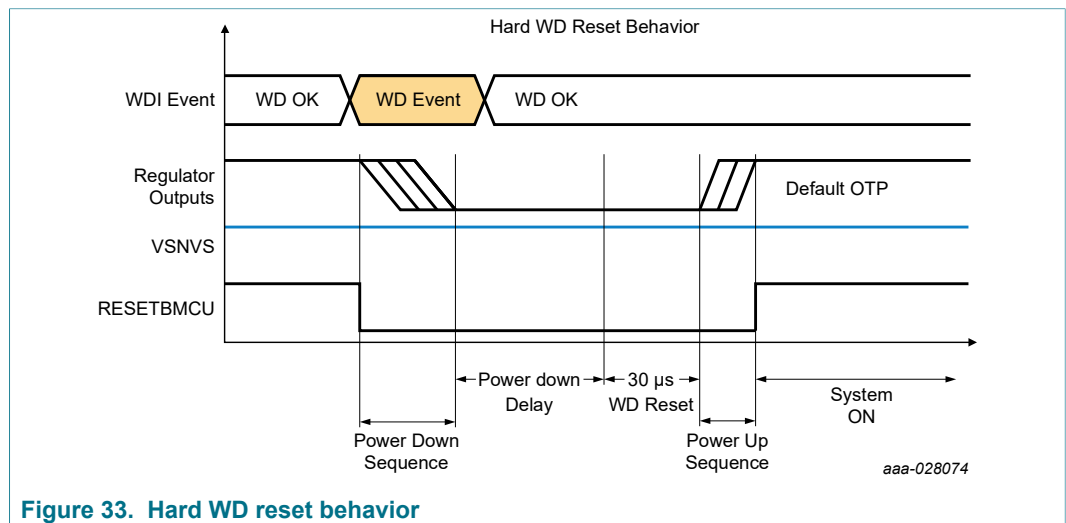 Hard WD Reset Behavior
WDI Event
WD OK
WD Event
WD OK
Regulator
Outputs
Default OTP
VSNVS
RESETBMCU
Power down
Delay
30 µs
WD Reset
System
ON
Power Down
Sequence
Power Up
Sequence
aaa-028074
Figure 33. Hard WD reset behavior